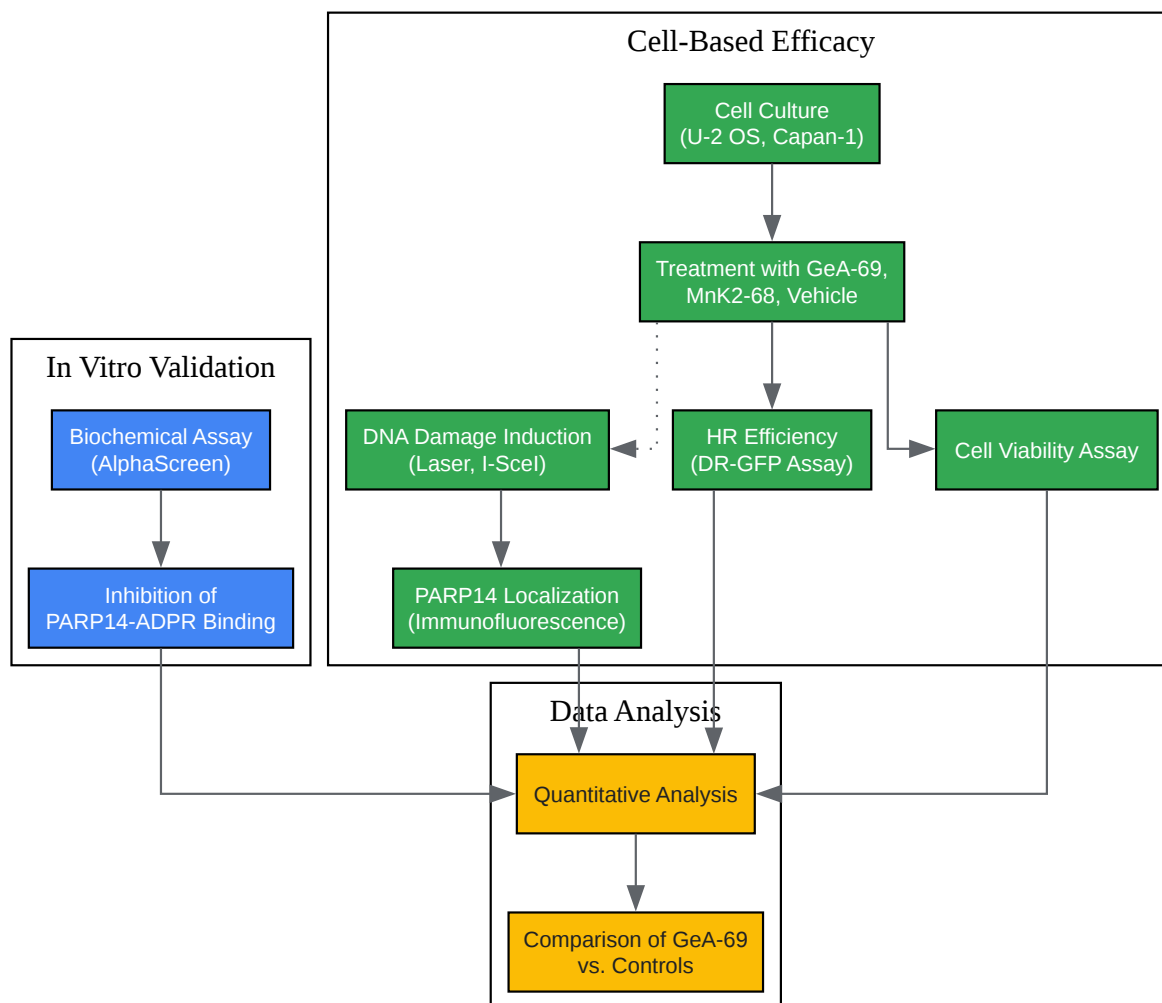 Cell-Based Efficacy
Cell Culture
(U-2 OS, Capan-1)
Treatment with GeA-69,
MnK2-68, Vehicle
In Vitro Validation
Biochemical Assay
(AlphaScreen)
DNA Damage Induction
(Laser, I-SceI)
HR Efficiency
(DR-GFP Assay)
Cell Viability Assay
Inhibition of
PARP14-ADPR Binding
PARP14 Localization
(Immunofluorescence)
Data Analysis
Quantitative Analysis
Comparison of GeA-69
vs. Controls